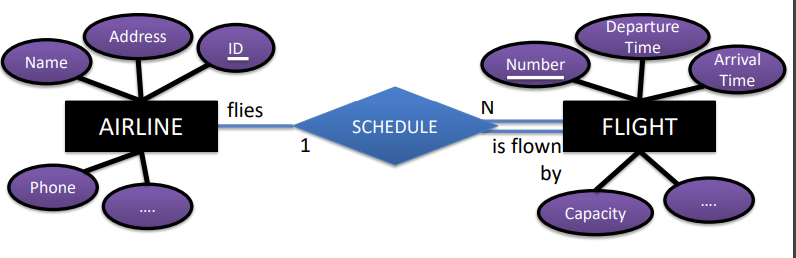 Name
Address
ID
AIRLINE
Phone
....
flies
1
SCHEDULE
N
is flown
by
Number
Departure
Time
Arrival
Time
FLIGHT
Capacity
....